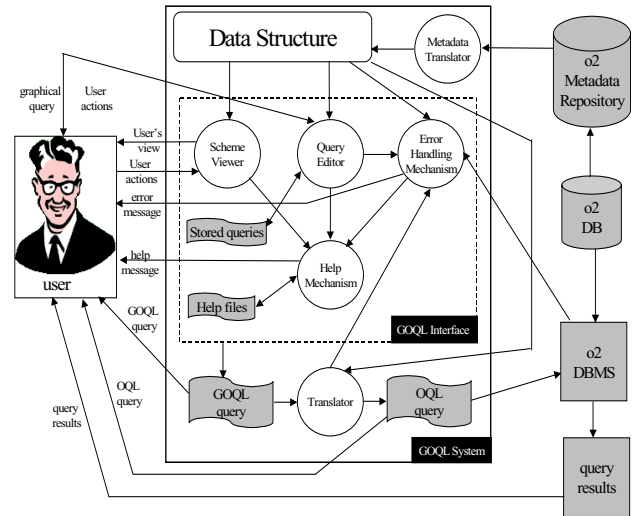 Data Structure
Metadata
Translator
o2
Metadata
Repository
graphical
query
User
actions
User's
view
User
actions
error
message
Scheme
Viewer
Query
Editor
Error
Handling
Mechanism
o2
DB
Stored queries
help
message
Help
Mechanism
user
Help files
GOQL
query
GOQL Interface
o2
DBMS
OQL
query
GOQL
query
Translator
OQL
query
query
results
GOQL System
query
results